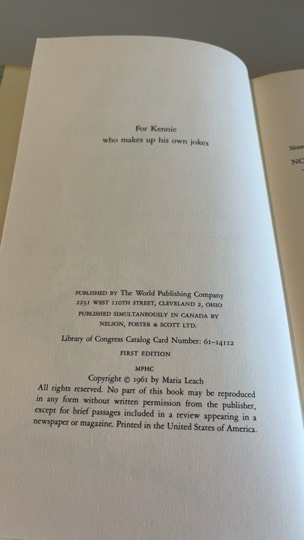 For Kennie
who makes up his own jokes
PUBLISHED BY The World Publishing Company
2231 WEST 110TH STREET, CLEVELAND 2, OHIO
PUBLISHED SIMULTANEOUSLY IN CANADA BY
NELSON, FOSTER & SCOTT LTD.
Library of Congress Catalog Card Number: 61-14112
FIRST EDITION
MPHC
Copyright © 1961 by Maria Leach
All rights reserved. No part of this book may be reproduced
in any form without written permission from the publisher,
except for brief passages included in a review appearing in a
newspaper or magazine. Printed in the United States of America.